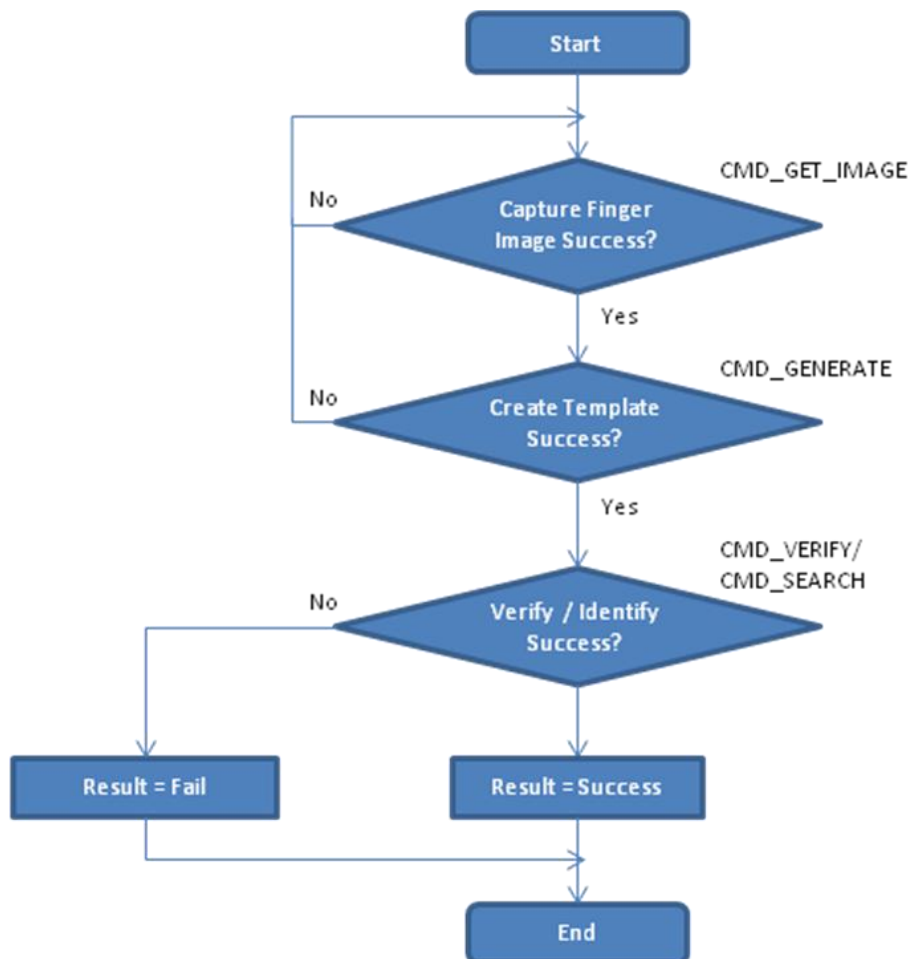 Start
CMD_GET_IMAGE
No
Capture Finger
Image Success?
Yes
CMD_GENERATE
No
Create Template
Success?
Yes
CMD_VERIFY/
CMD_SEARCH
No
Verify / Identify
Success?
Result = Fail
Result = Success
End